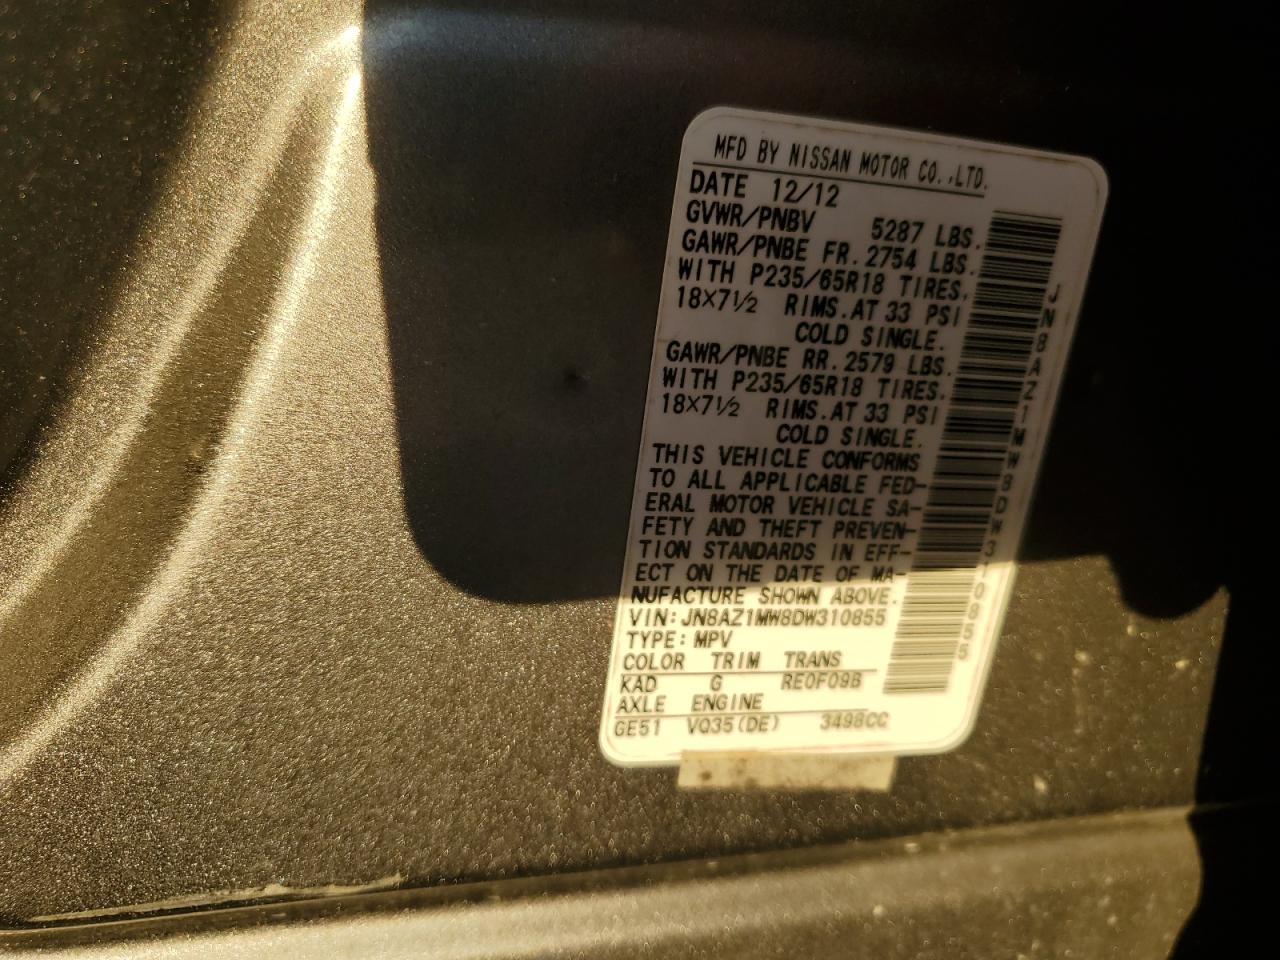 MFD BY NISSAN MOTOR CO.,LTD.
DATE 12/12
GVWR/PNBV 5287 LBS.
GAWR/PNBE FR. 2754 LBS.
WITH P235/65R18 TIRES,
18×7½ RIMS.AT 33 PSI
COLD SINGLE.
GAWR/PNBE RR. 2579 LBS.
WITH P235/65R18 TIRES.
18×7½ RIMS.AT 33 PSI
COLD SINGLE.
THIS VEHICLE CONFORMS
TO ALL APPLICABLE FED-
ERAL MOTOR VEHICLE SA-
FETY AND THEFT PREVEN-
TION STANDARDS IN EFF-
ECT ON THE DATE OF MA-
NUFACTURE SHOWN ABOVE.
VIN:JN8AZ1MW8DW310855
TYPE:MPV
COLOR TRIM TRANS
KAD G RE0F09B
AXLE ENGINE
GE51 VQ35(DE) 3498CC
JN8AZ1MW8DW310855